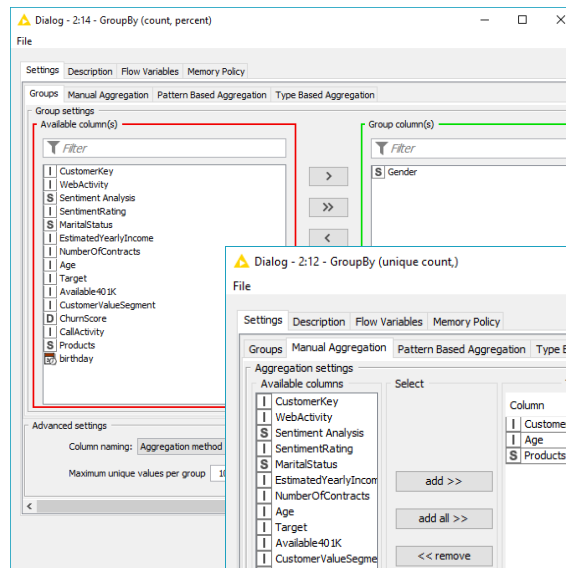 Dialog - 2:14 - GroupBy (count, percent)
File
Settings Description Flow Variables Memory Policy
Groups Manual Aggregation Pattern Based Aggregation Type Based Aggregation
Group settings
Available column(s)
Group column(s)
Filter
Filter
I CustomerKey
I WebActivity
S Sentiment Analysis
I SentimentRating
S MaritalStatus
I EstimatedYearlyIncome
I NumberOfContracts
I Age
I Target
I Available401K
I CustomerValueSegment
D ChurnScore
I CallActivity
S Products
birthday
>
>>
<
S Gender
Advanced settings
Column naming: Aggregation method
Maximum unique values per group
<
Dialog - 2:12 - GroupBy (unique count,)
File
Settings Description Flow Variables Memory Policy
Groups Manual Aggregation Pattern Based Aggregation Type
Aggregation settings
Available columns
Select
I CustomerKey
I WebActivity
S Sentiment Analysis
I SentimentRating
S MaritalStatus
I EstimatedYearlyIncom
I NumberOfContracts
I Age
I Target
I Available401K
I CustomerValueSegme
add >>
add all >>
<< remove
Column
I Custome
I Age
S Products